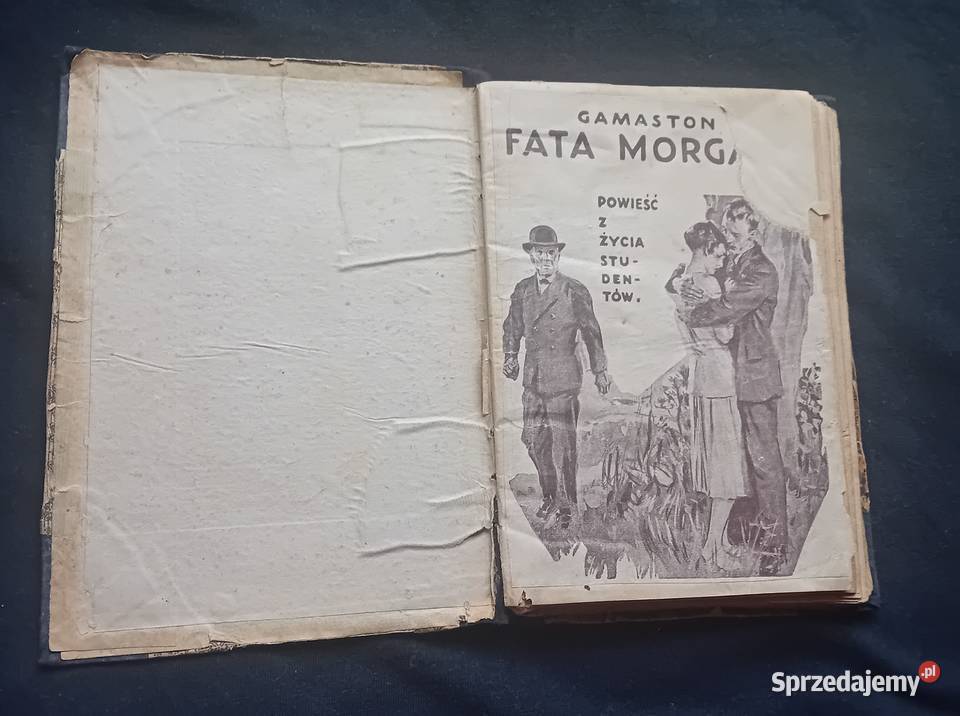 GAMASTON
FATA MORGA
POWIEŚĆ
Z
ŻYCIA
STU-
DEN-
TÓW.
Sprzedajemy.pl